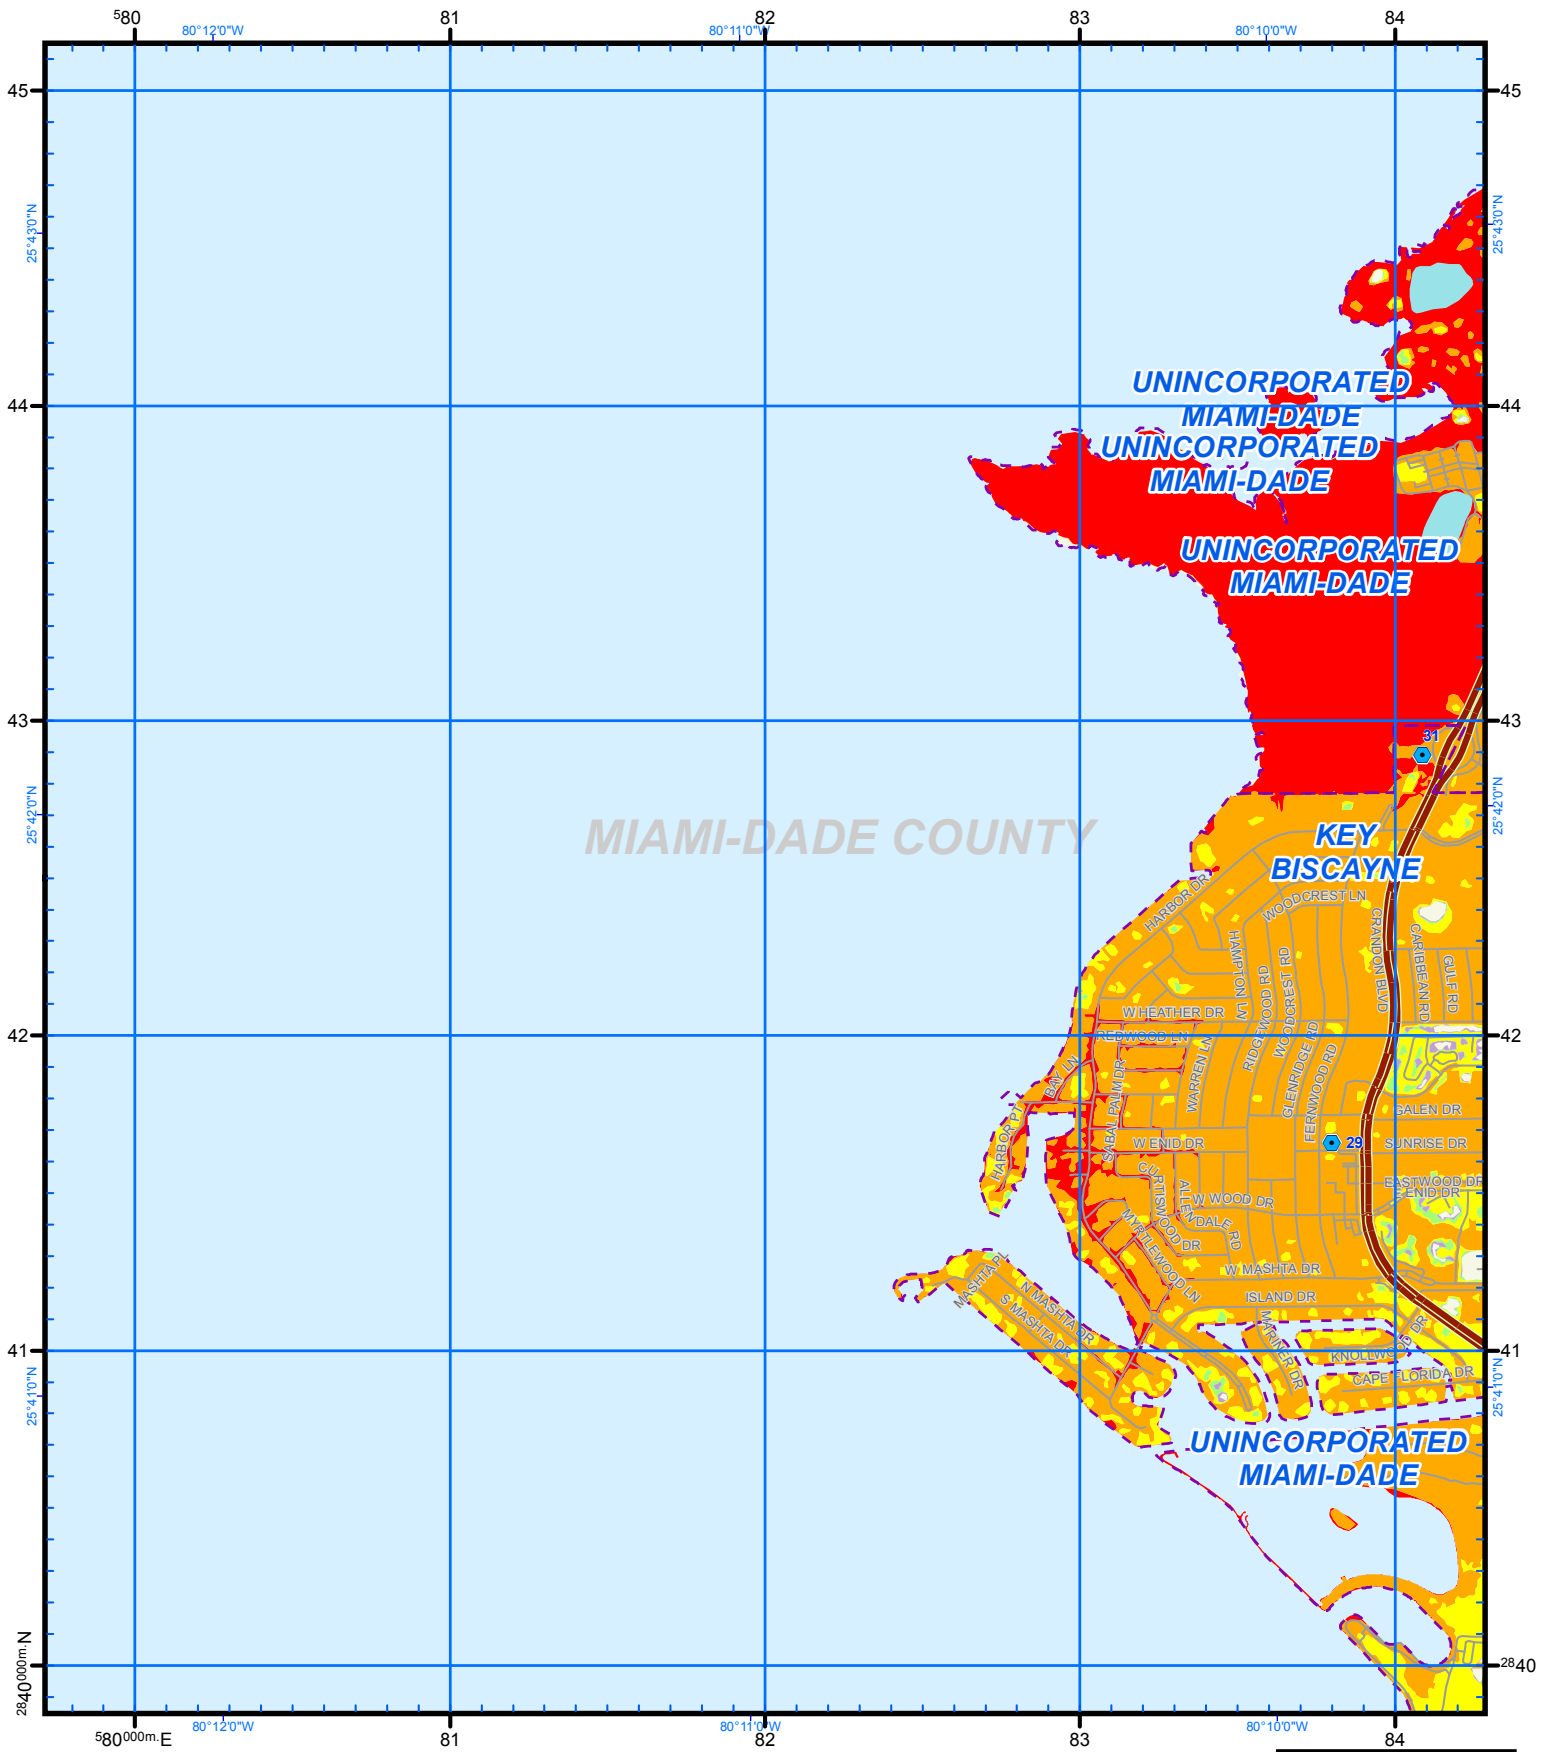 580 81 82 83 84
80°12'0"W 80°11'0"W 80°10'0"W
45 45
25°43'0"N 25°43'0"N
UNINCORPORATED
MIAMI-DADE
44 44
UNINCORPORATED
MIAMI-DADE
UNINCORPORATED
MIAMI-DADE
43 43
31
25°42'0"N 25°42'0"N
MIAMI-DADE COUNTY
KEY
BISCAYNE
HARBOR DR
WOODCREST LN
CRANDON BLVD
CARIBBEAN RD
GULF RD
HAMPTON LN
RIDGEWOOD RD
WOODCREST RD
W HEATHER DR
42 42
REDWOOD LN
GLENRIDGE RD
FERNWOOD RD
WARREN LN
BAY LN
SABAL PALM DR
HARBOR PT
GALEN DR
W ENID DR
29
SUNRISE DR
EASTWOOD DR
E ENID DR
CURTISWOOD DR
ALLENDALE RD
W WOOD DR
MYRTLEWOOD LN
W MASHTA DR
MASHTA PL
N MASHTA DR
S MASHTA DR
ISLAND DR
MARINER DR
KNOLLWOOD DR
41 41
CAPE FLORIDA DR
25°41'0"N 25°41'0"N
UNINCORPORATED
MIAMI-DADE
2840000m.N 2840
80°12'0"W 80°11'0"W 80°10'0"W
580000m.E 81 82 83 84